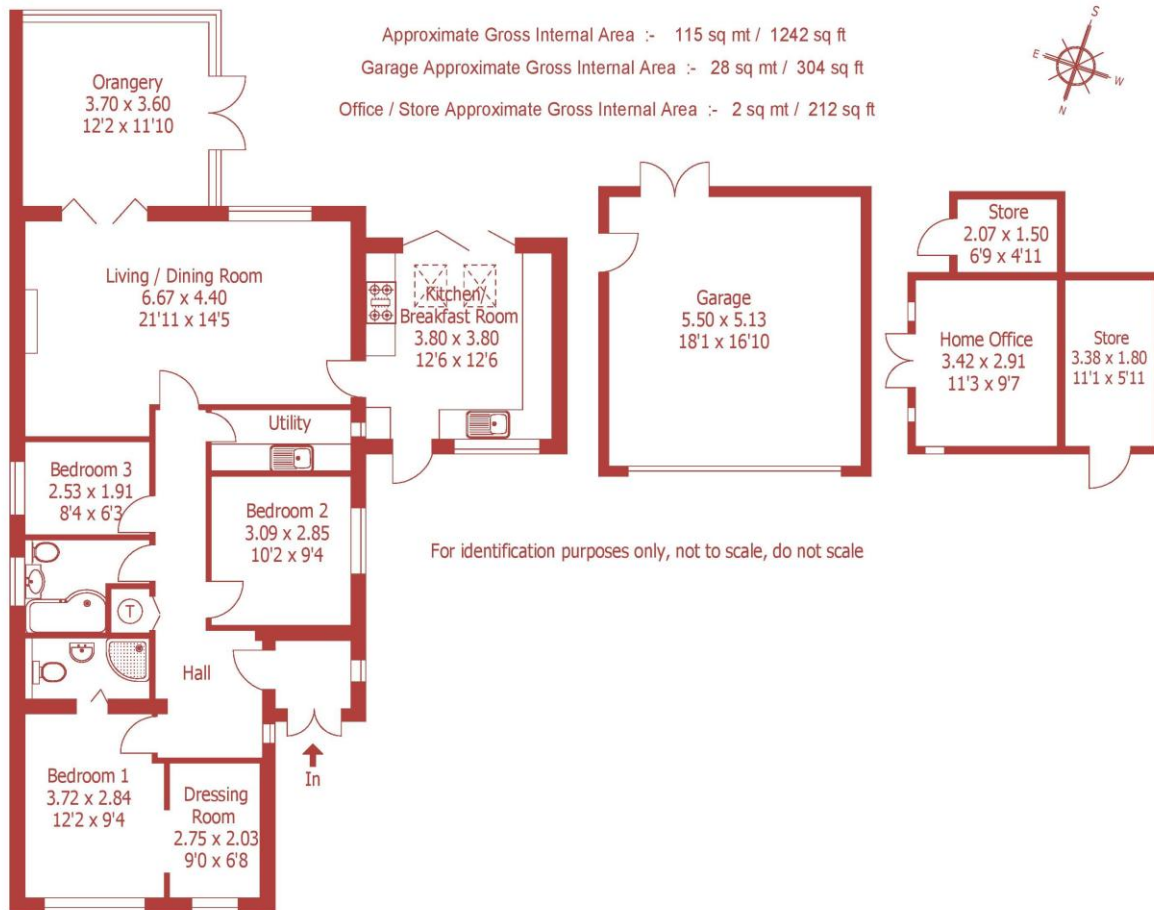 Approximate Gross Internal Area :- 115 sq mt / 1242 sq ft
Garage Approximate Gross Internal Area :- 28 sq mt / 304 sq ft
Office / Store Approximate Gross Internal Area :- 2 sq mt / 212 sq ft
S
E
W
N
Orangery
3.70 x 3.60
12'2 x 11'10
Living / Dining Room
6.67 x 4.40
21'11 x 14'5
Kitchen/
Breakfast Room
3.80 x 3.80
12'6 x 12'6
Garage
5.50 x 5.13
18'1 x 16'10
Store
2.07 x 1.50
6'9 x 4'11
Home Office
3.42 x 2.91
11'3 x 9'7
Store
3.38 x 1.80
11'1 x 5'11
Utility
Bedroom 3
2.53 x 1.91
8'4 x 6'3
Bedroom 2
3.09 x 2.85
10'2 x 9'4
For identification purposes only, not to scale, do not scale
T
Hall
In
Bedroom 1
3.72 x 2.84
12'2 x 9'4
Dressing
Room
2.75 x 2.03
9'0 x 6'8